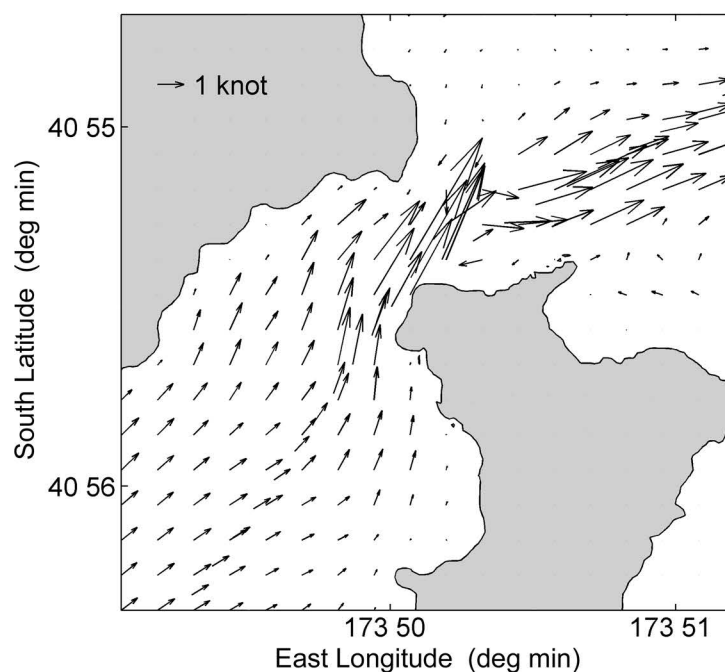 1 knot
40 55
South Latitude (deg min)
40 56
173 50
173 51
East Longitude (deg min)